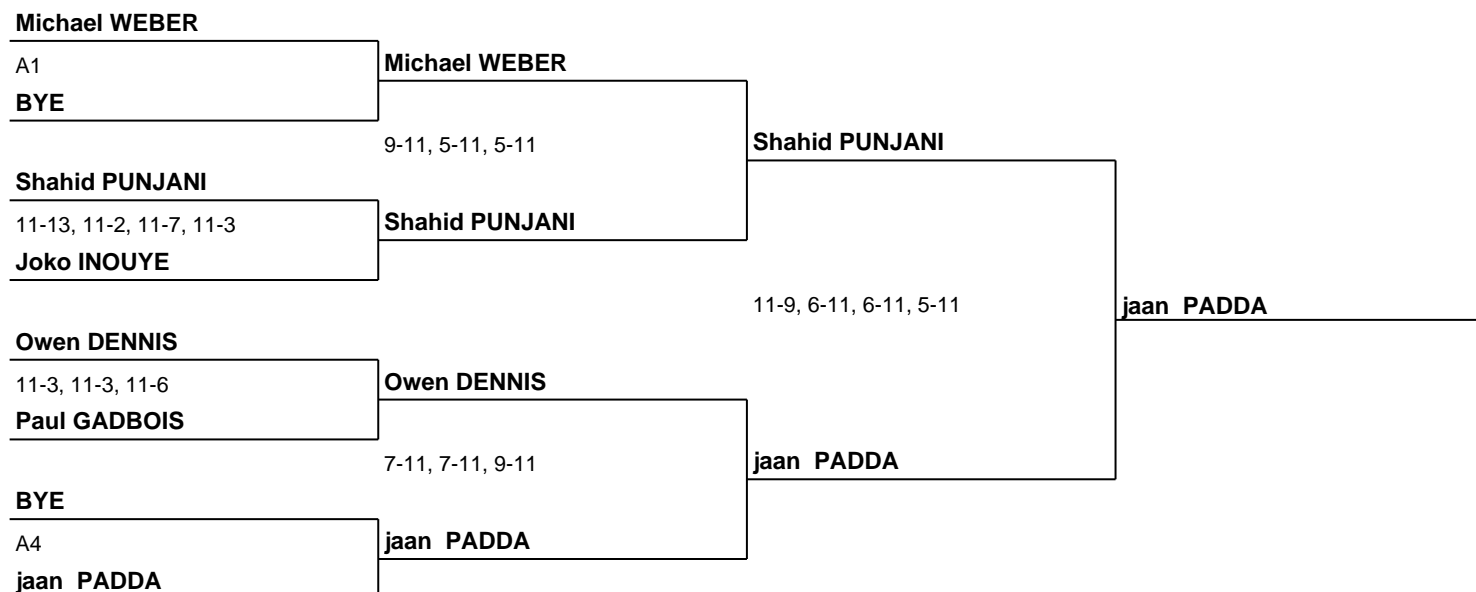 Michael WEBER
A1
BYE
Michael WEBER
9-11, 5-11, 5-11
Shahid PUNJANI
Shahid PUNJANI
11-13, 11-2, 11-7, 11-3
Joko INOUYE
Shahid PUNJANI
11-9, 6-11, 6-11, 5-11
jaan  PADDA
Owen DENNIS
11-3, 11-3, 11-6
Paul GADBOIS
Owen DENNIS
7-11, 7-11, 9-11
jaan  PADDA
BYE
A4
jaan  PADDA
jaan  PADDA